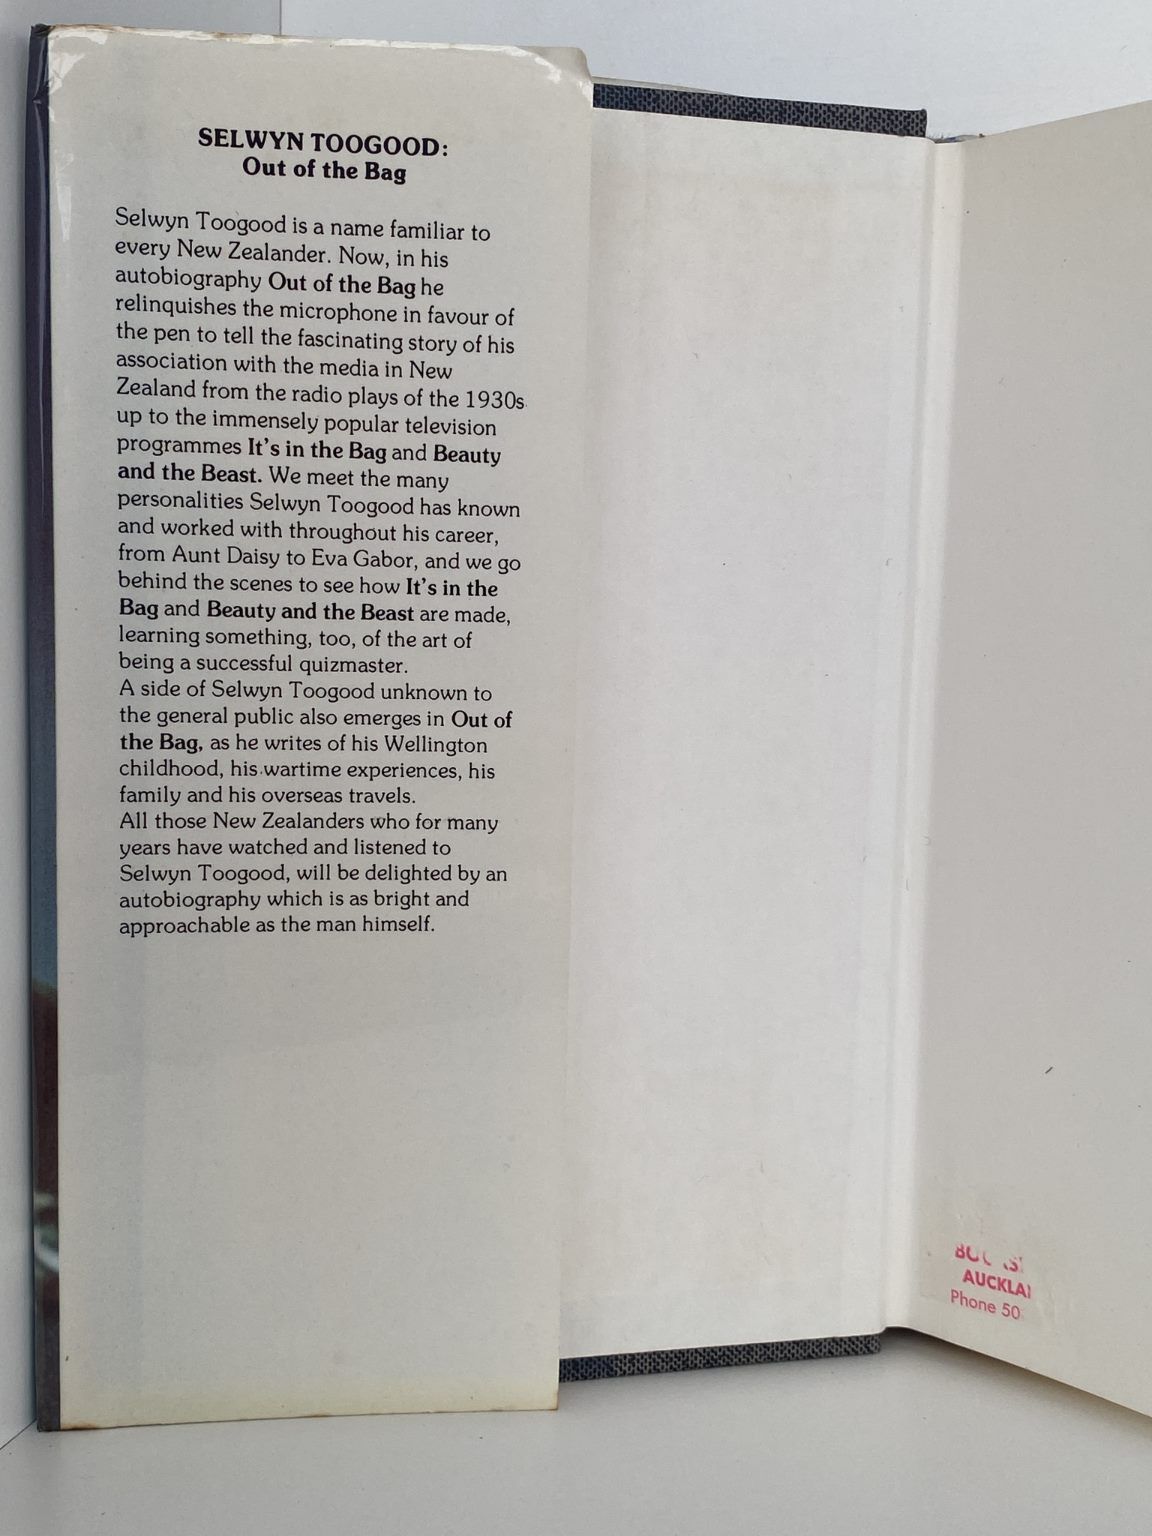 SELWYN TOOGOOD:
Out of the Bag
Selwyn Toogood is a name familiar to
every New Zealander. Now, in his
autobiography Out of the Bag he
relinquishes the microphone in favour of
the pen to tell the fascinating story of his
association with the media in New
Zealand from the radio plays of the 1930s
up to the immensely popular television
programmes It's in the Bag and Beauty
and the Beast. We meet the many
personalities Selwyn Toogood has known
and worked with throughout his career,
from Aunt Daisy to Eva Gabor, and we go
behind the scenes to see how It's in the
Bag and Beauty and the Beast are made,
learning something, too, of the art of
being a successful quizmaster.
A side of Selwyn Toogood unknown to
the general public also emerges in Out of
the Bag, as he writes of his Wellington
childhood, his wartime experiences, his
family and his overseas travels.
All those New Zealanders who for many
years have watched and listened to
Selwyn Toogood, will be delighted by an
autobiography which is as bright and
approachable as the man himself.
AUCKLA
Phone 50